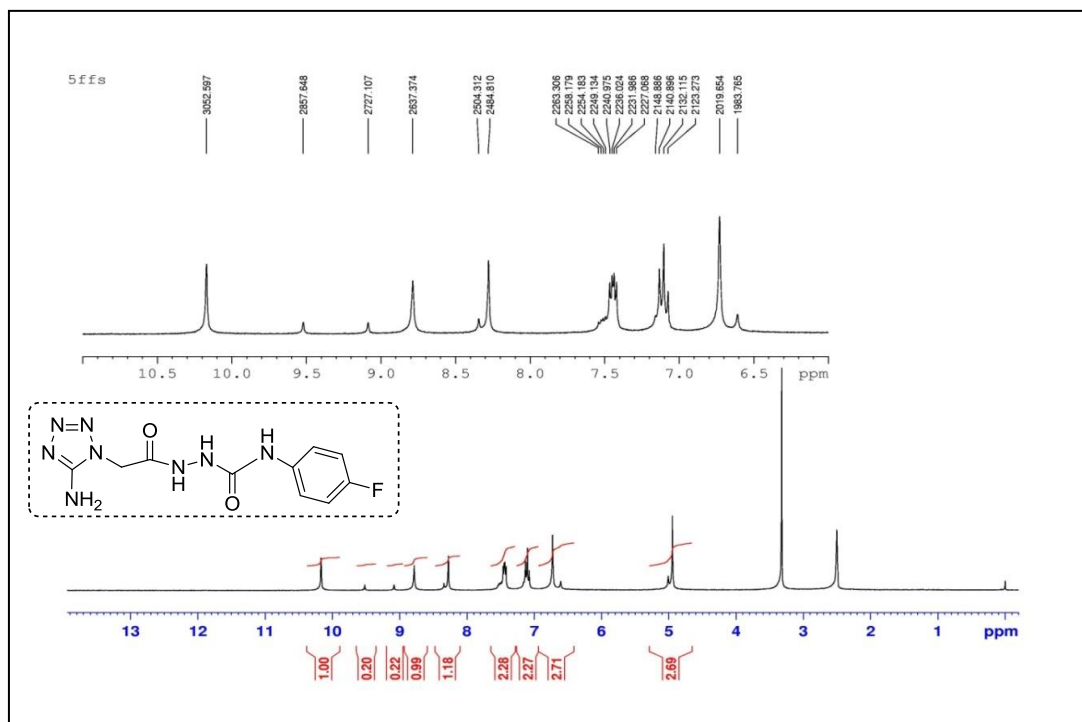 5ffs
3052.597
2857.648
2727.107
2637.374
2504.312
2484.810
2263.306
2258.179
2254.183
2249.134
2240.975
2236.024
2231.986
2227.068
2148.886
2140.896
2132.115
2123.273
2019.654
1983.765
10.5 10.0 9.5 9.0 8.5 8.0 7.5 7.0 6.5 ppm
N=N
N N
NH2
O
N
H
H
N
O
H
N
F
13 12 11 10 9 8 7 6 5 4 3 2 1 ppm
1.00
0.20
0.22
0.99
1.18
2.28
2.27
2.71
2.69